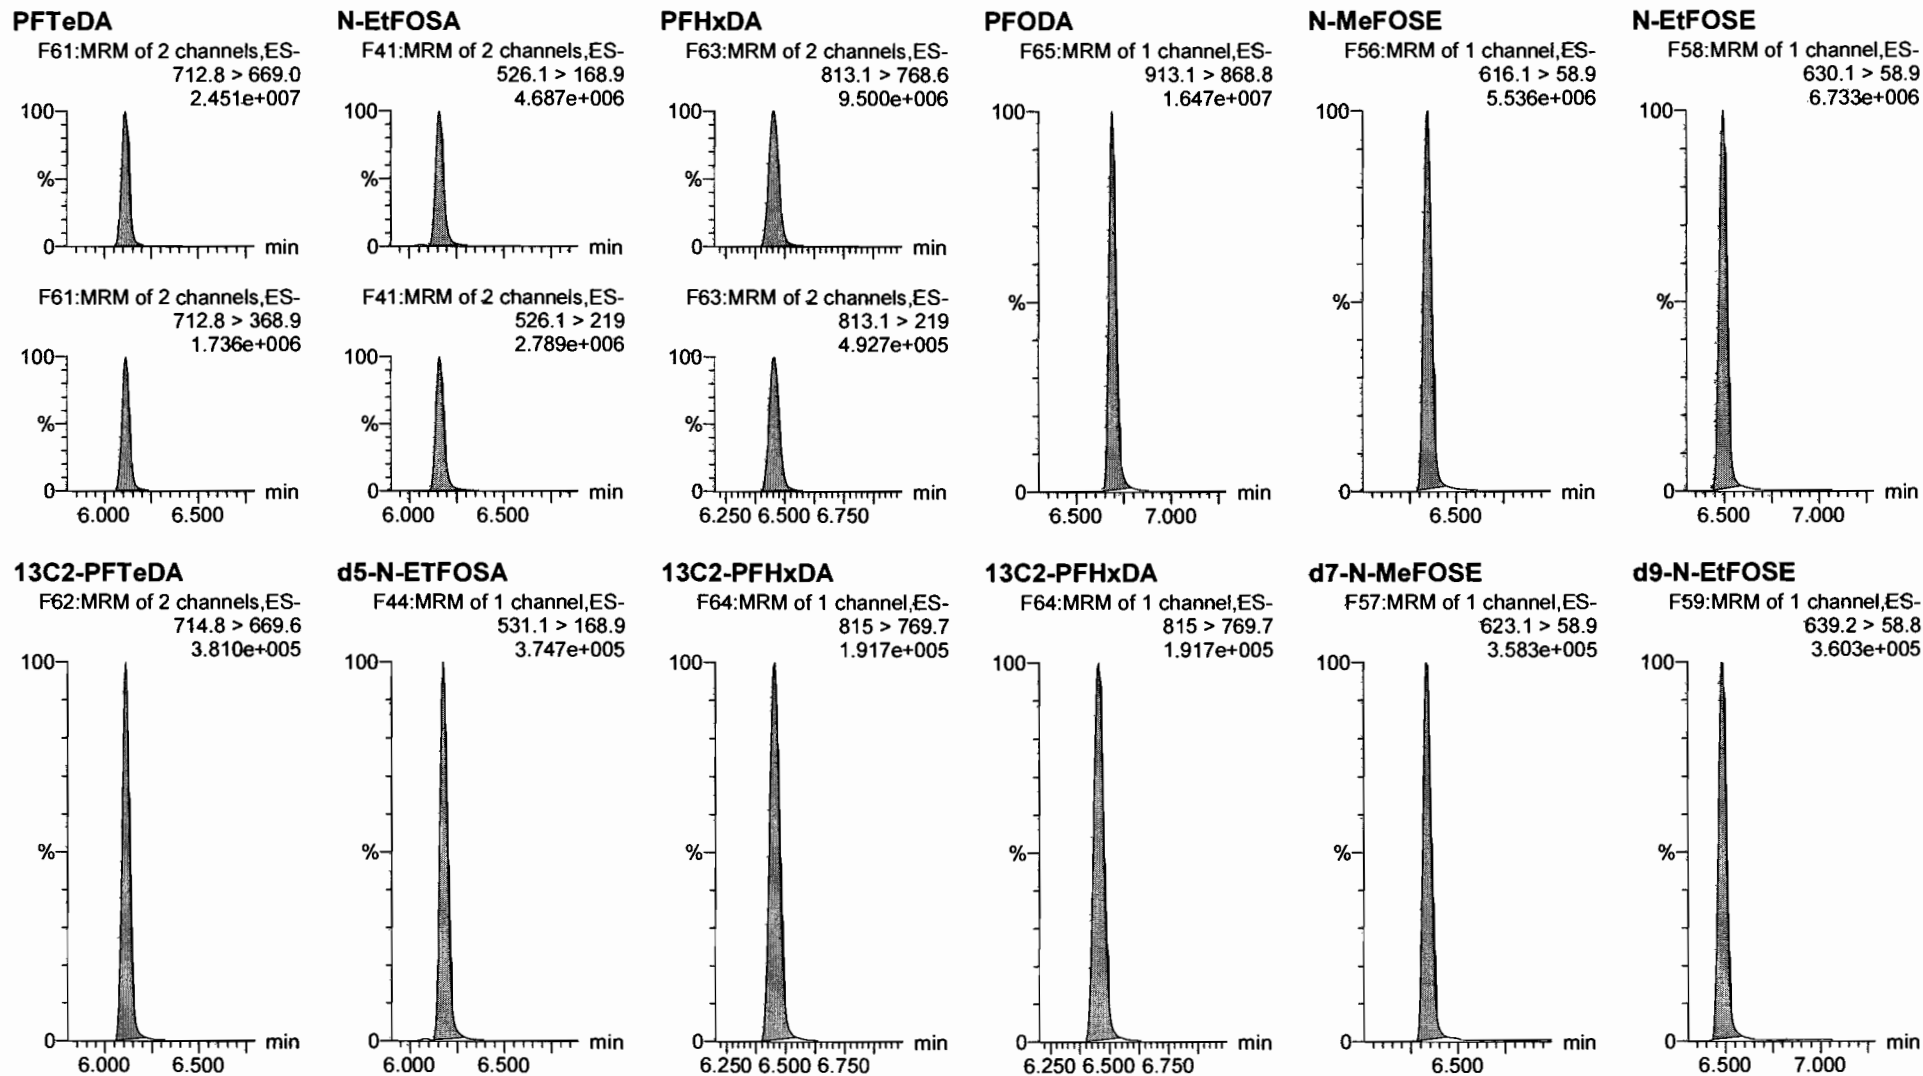 PFTeDA
F61:MRM of 2 channels,ES-
712.8 > 669.0
2.451e+007
100
%
0
min
F61:MRM of 2 channels,ES-
712.8 > 368.9
1.736e+006
100
%
0
min
6.000 6.500
N-EtFOSA
F41:MRM of 2 channels,ES-
526.1 > 168.9
4.687e+006
100
%
0
min
F41:MRM of 2 channels,ES-
526.1 > 219
2.789e+006
100
%
0
min
6.000 6.500
PFHxDA
F63:MRM of 2 channels,ES-
813.1 > 768.6
9.500e+006
100
%
0
min
F63:MRM of 2 channels,ES-
813.1 > 219
4.927e+005
100
%
0
min
6.250 6.500 6.750
PFODA
F65:MRM of 1 channel,ES-
913.1 > 868.8
1.647e+007
100
%
0
min
6.500 7.000
N-MeFOSE
F56:MRM of 1 channel,ES-
616.1 > 58.9
5.536e+006
100
%
0
min
6.500
N-EtFOSE
F58:MRM of 1 channel,ES-
630.1 > 58.9
6.733e+006
100
%
0
min
6.500 7.000
13C2-PFTeDA
F62:MRM of 2 channels,ES-
714.8 > 669.6
3.810e+005
100
%
0
min
6.000 6.500
d5-N-ETFOSA
F44:MRM of 1 channel,ES-
531.1 > 168.9
3.747e+005
100
%
0
min
6.000 6.500
13C2-PFHxDA
F64:MRM of 1 channel,ES-
815 > 769.7
1.917e+005
100
%
0
min
6.250 6.500 6.750
13C2-PFHxDA
F64:MRM of 1 channel,ES-
815 > 769.7
1.917e+005
100
%
0
min
6.250 6.500 6.750
d7-N-MeFOSE
F57:MRM of 1 channel,ES-
623.1 > 58.9
3.583e+005
100
%
0
min
6.500
d9-N-EtFOSE
F59:MRM of 1 channel,ES-
639.2 > 58.8
3.603e+005
100
%
0
min
6.500 7.000